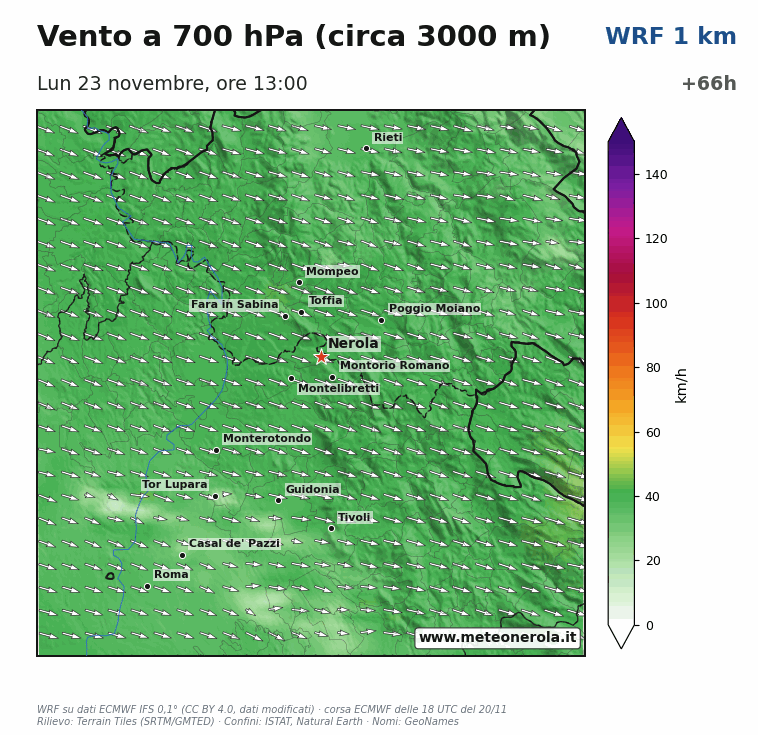 Vento a 700 hPa (circa 3000 m)
WRF 1 km
Lun 23 novembre, ore 13:00
+66h
Rieti
Mompeo
Toffia
Fara in Sabina
Poggio Moiano
Nerola
Montorio Romano
Montelibretti
Monterotondo
Tor Lupara
Guidonia
Tivoli
Casal de' Pazzi
Roma
www.meteonerola.it
140
120
100
80
60
40
20
0
km/h
WRF su dati ECMWF IFS 0,1° (CC BY 4.0, dati modificati) · corsa ECMWF delle 18 UTC del 20/11
Rilievo: Terrain Tiles (SRTM/GMTED) · Confini: ISTAT, Natural Earth · Nomi: GeoNames